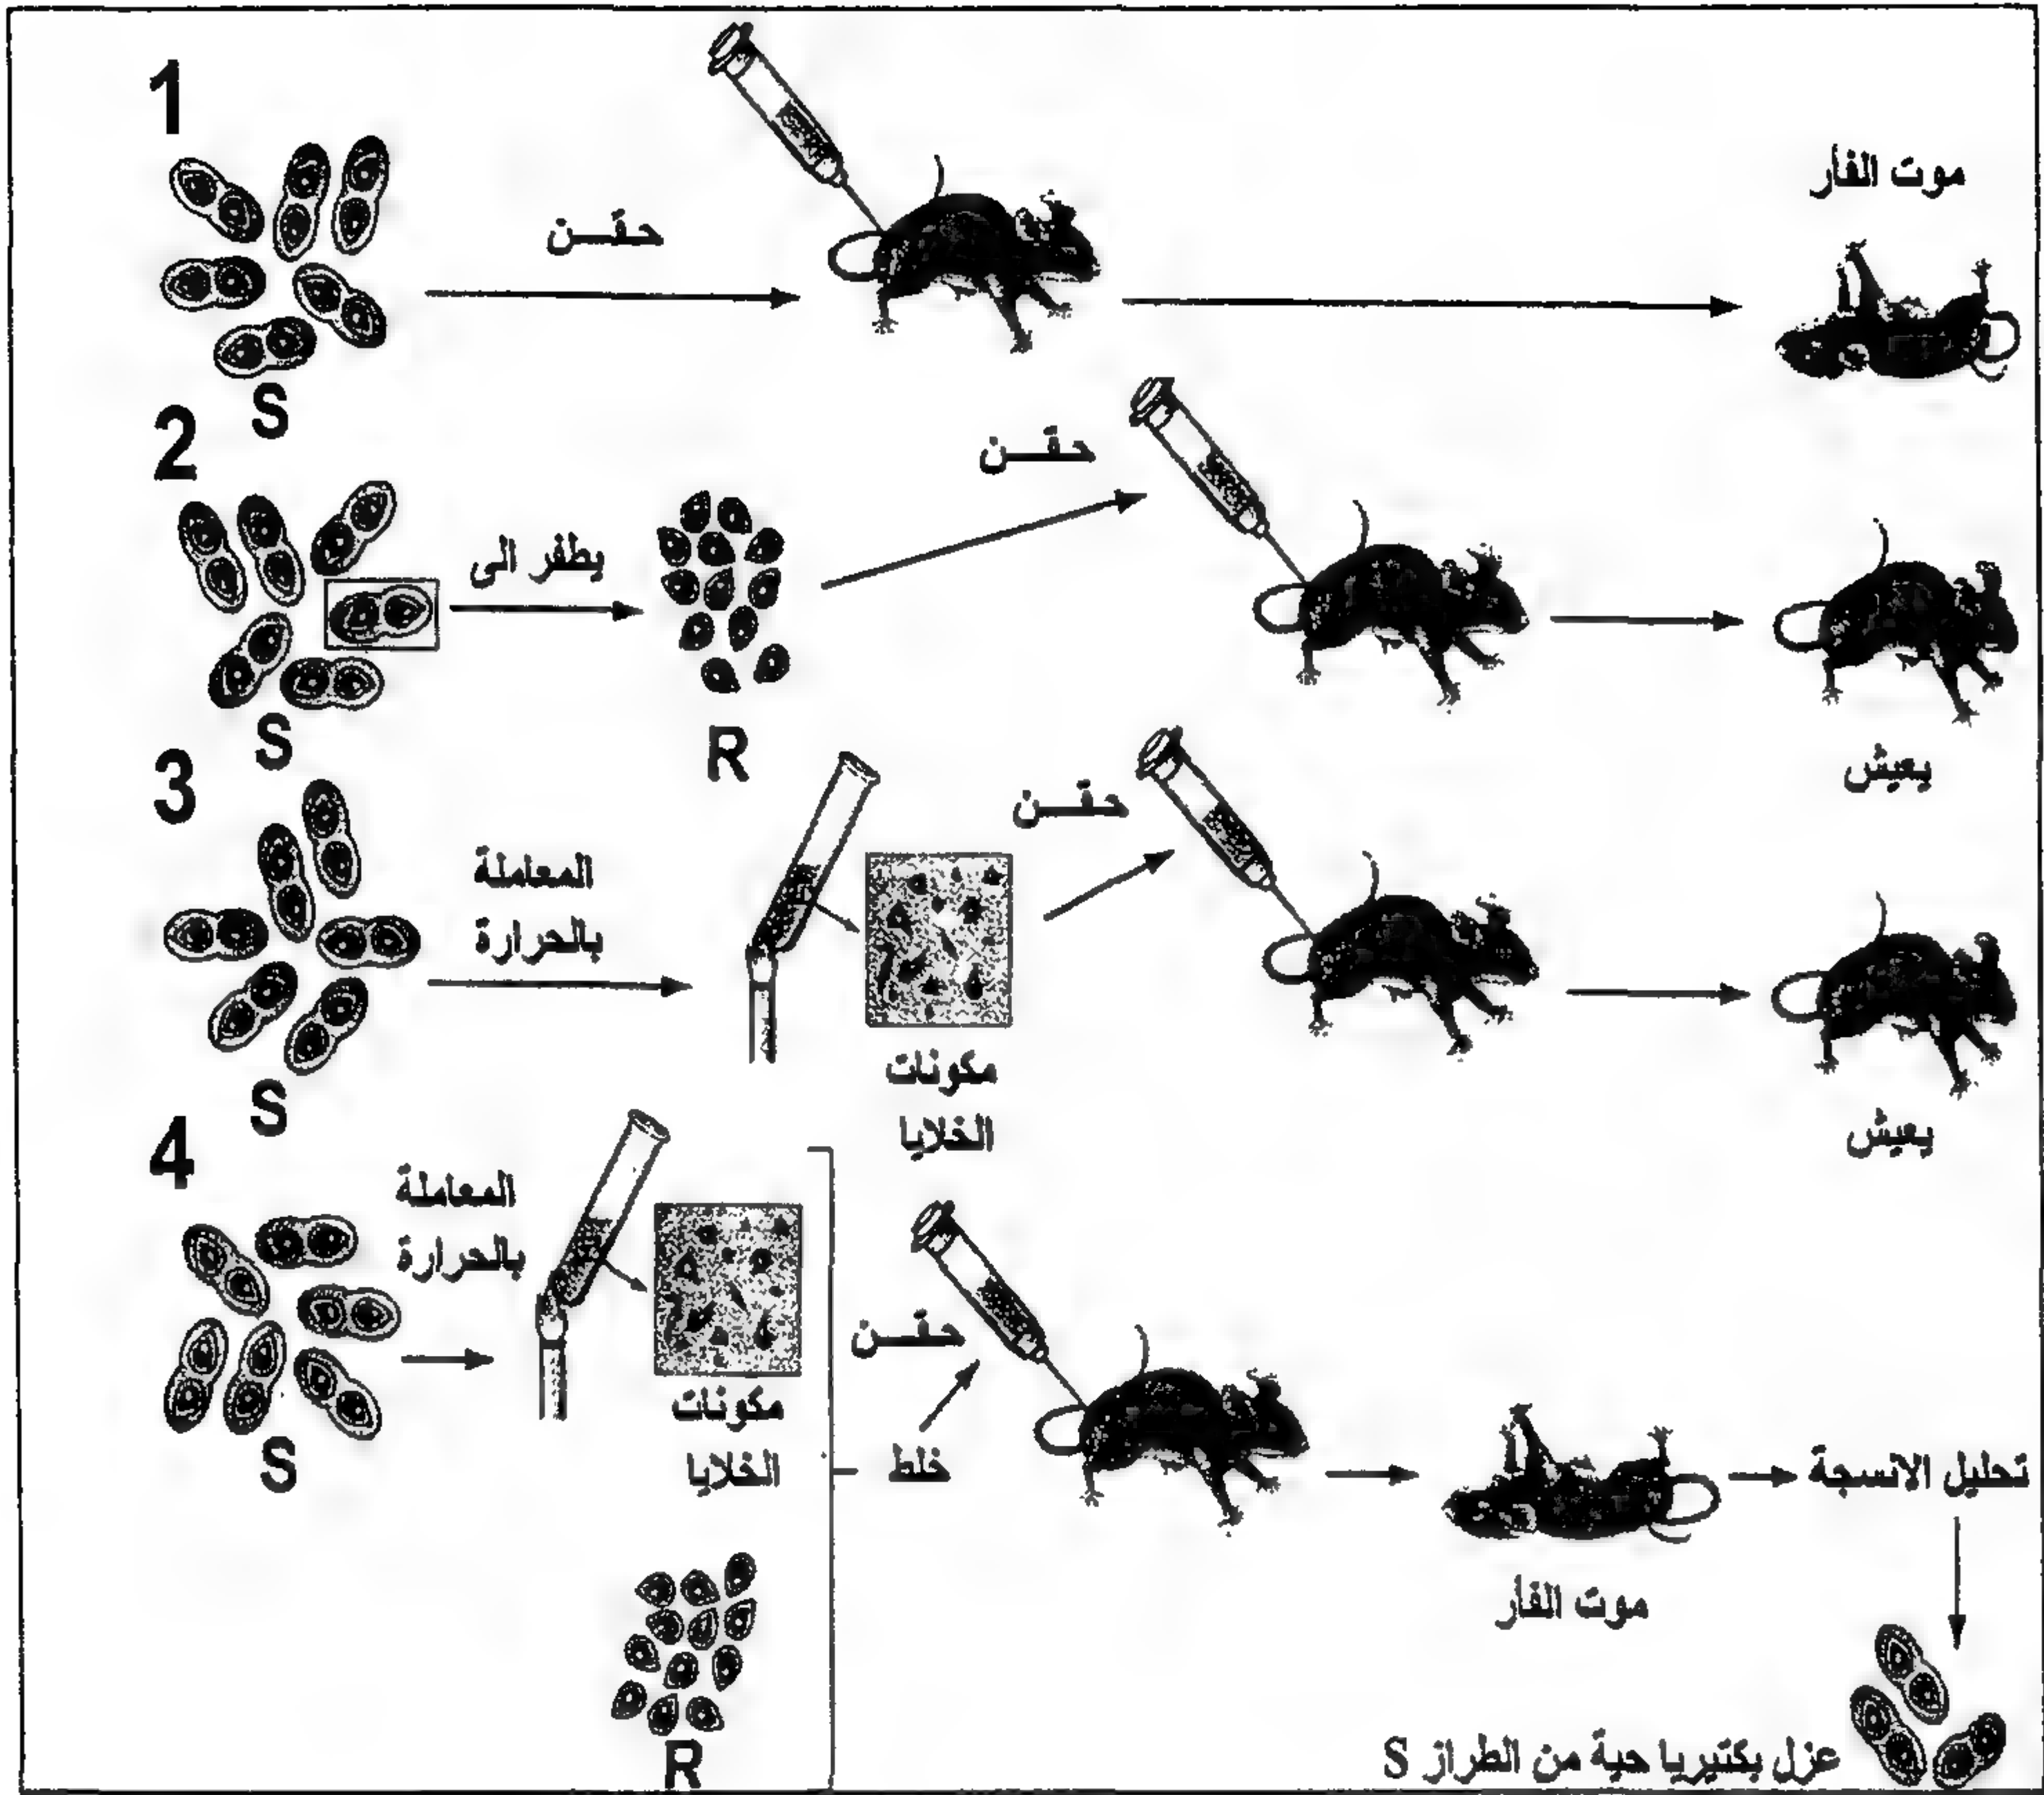 1
حقـــن
موت الفأر
S
2
حقـــن
يطفر الى
S
R
يعيش
3
حقـــن
المعاملة
بالحرارة
مكونات
الخلايا
S
يعيش
4
المعاملة
بالحرارة
حقـــن
مكونات
الخلايا
خلط
تحليل الانسجة
S
موت الفأر
R
عزل بكتيريا حية من الطراز S